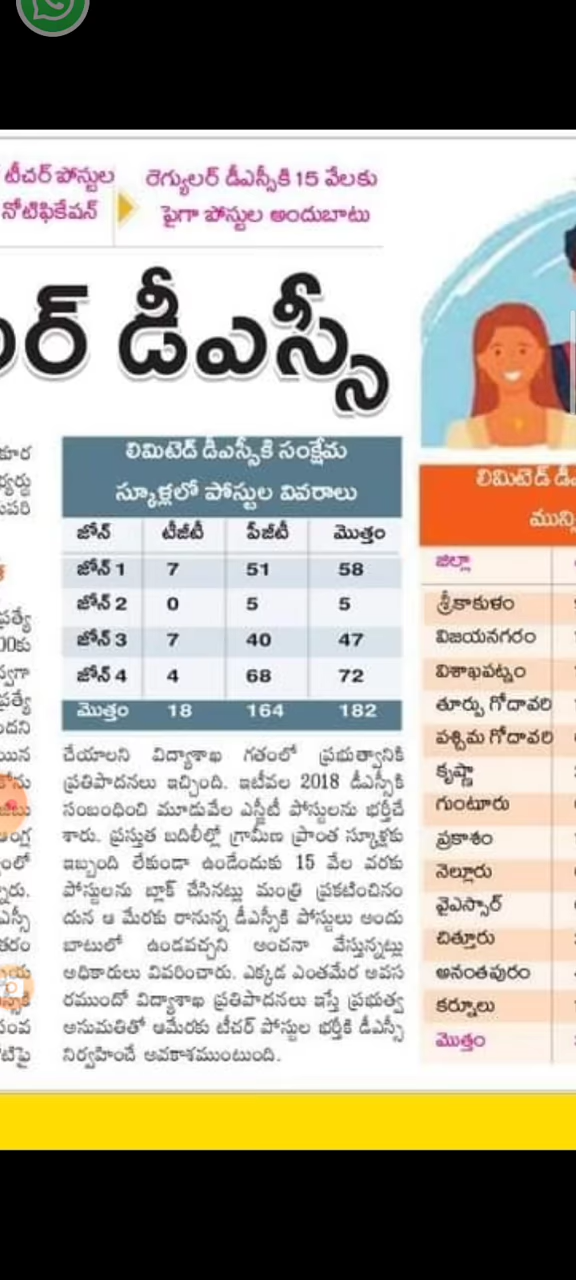 టీచర్ పోస్టుల
నోటిఫికేషన్
రెగ్యులర్ డీఎస్సీకి 15 వేలకు
పైగా పోస్టుల అందుబాటు
డీఎస్సీ
లిమిటెడ్ డీఎస్సీకి సంక్షేమ
స్కూళ్లలో పోస్టుల వివరాలు
జోన్ టీజీటీ పీజీటీ మొత్తం
జోన్ 1 7 51 58
జోన్ 2 0 5 5
జోన్ 3 7 40 47
జోన్ 4 4 68 72
మొత్తం 18 164 182
చేయాలని విద్యాశాఖ గతంలో ప్రభుత్వానికి
ప్రతిపాదనలు ఇచ్చింది. ఇటీవల 2018 డీఎస్సీకి
సంబంధించి మూడువేల ఎస్జీటీ పోస్టులను భర్తీచే
శారు. ప్రస్తుత బదిలీల్లో గ్రామీణ ప్రాంత స్కూళ్లకు
ఇబ్బంది లేకుండా ఉండేందుకు 15 వేల వరకు
పోస్టులను బ్లాక్ చేసినట్లు మంత్రి ప్రకటించినం
దున ఆ మేరకు రానున్న డీఎస్సీకి పోస్టులు అందు
బాటులో ఉండవచ్చని అంచనా వేస్తున్నట్లు
అధికారులు వివరించారు. ఎక్కడ ఎంతమేర అవస
రముందో విద్యాశాఖ ప్రతిపాదనలు ఇస్తే ప్రభుత్వ
అనుమతితో ఆమేరకు టీచర్ పోస్టుల భర్తీకి డీఎస్సీ
నిర్వహించే అవకాశముంటుంది.
లిమిటెడ్
జిల్లా
శ్రీకాకుళం
విజయనగరం
విశాఖపట్నం
తూర్పు గోదావరి
పశ్చిమ గోదావరి
కృష్ణా
గుంటూరు
ప్రకాశం
నెల్లూరు
వైఎస్సార్
చిత్తూరు
అనంతపురం
కర్నూలు
మొత్తం